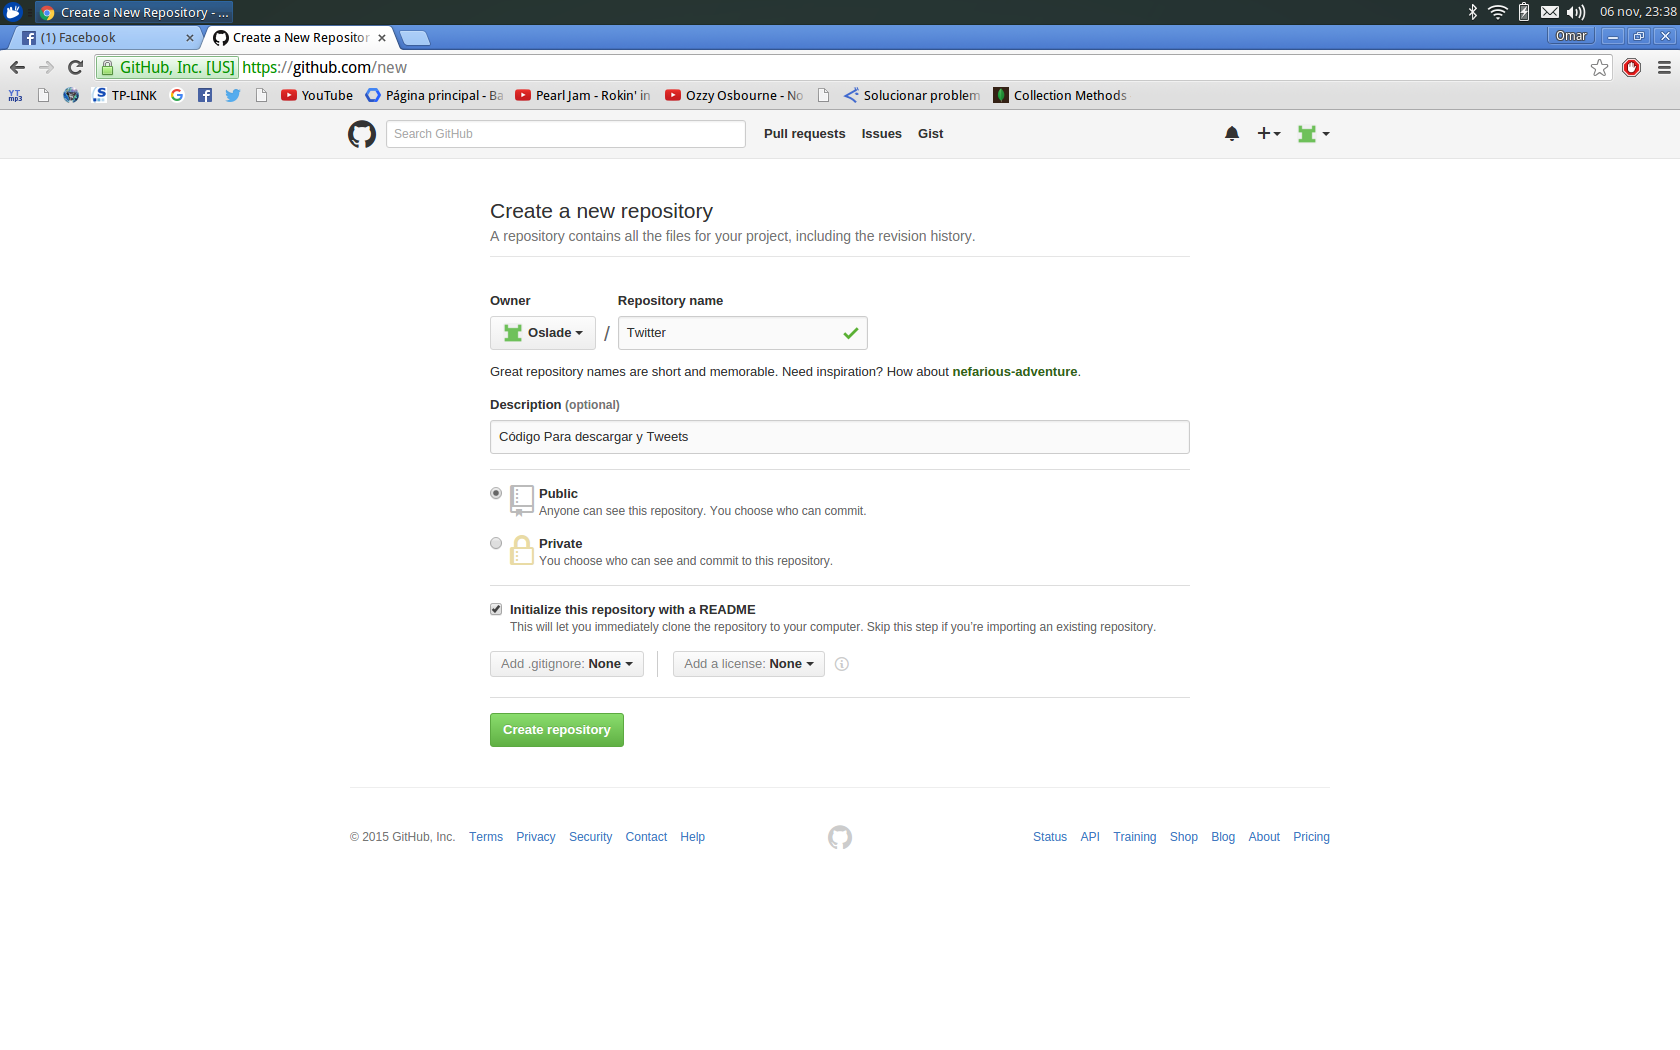 Create a New Repository - ...
06 nov, 23:38
(1) Facebook
Create a New Repositor
Omar
GitHub, Inc. [US] https://github.com/new
YT mp3
TP-LINK
YouTube
Página principal - Ba
Pearl Jam - Rokin' in
Ozzy Osbourne - No
Solucionar problem
Collection Methods
Search GitHub
Pull requests Issues Gist
Create a new repository
A repository contains all the files for your project, including the revision history.
Owner Repository name
Oslade / Twitter
Great repository names are short and memorable. Need inspiration? How about nefarious-adventure.
Description (optional)
Código Para descargar y Tweets
Public
Anyone can see this repository. You choose who can commit.
Private
You choose who can see and commit to this repository.
Initialize this repository with a README
This will let you immediately clone the repository to your computer. Skip this step if you're importing an existing repository.
Add .gitignore: None Add a license: None
Create repository
© 2015 GitHub, Inc. Terms Privacy Security Contact Help Status API Training Shop Blog About Pricing